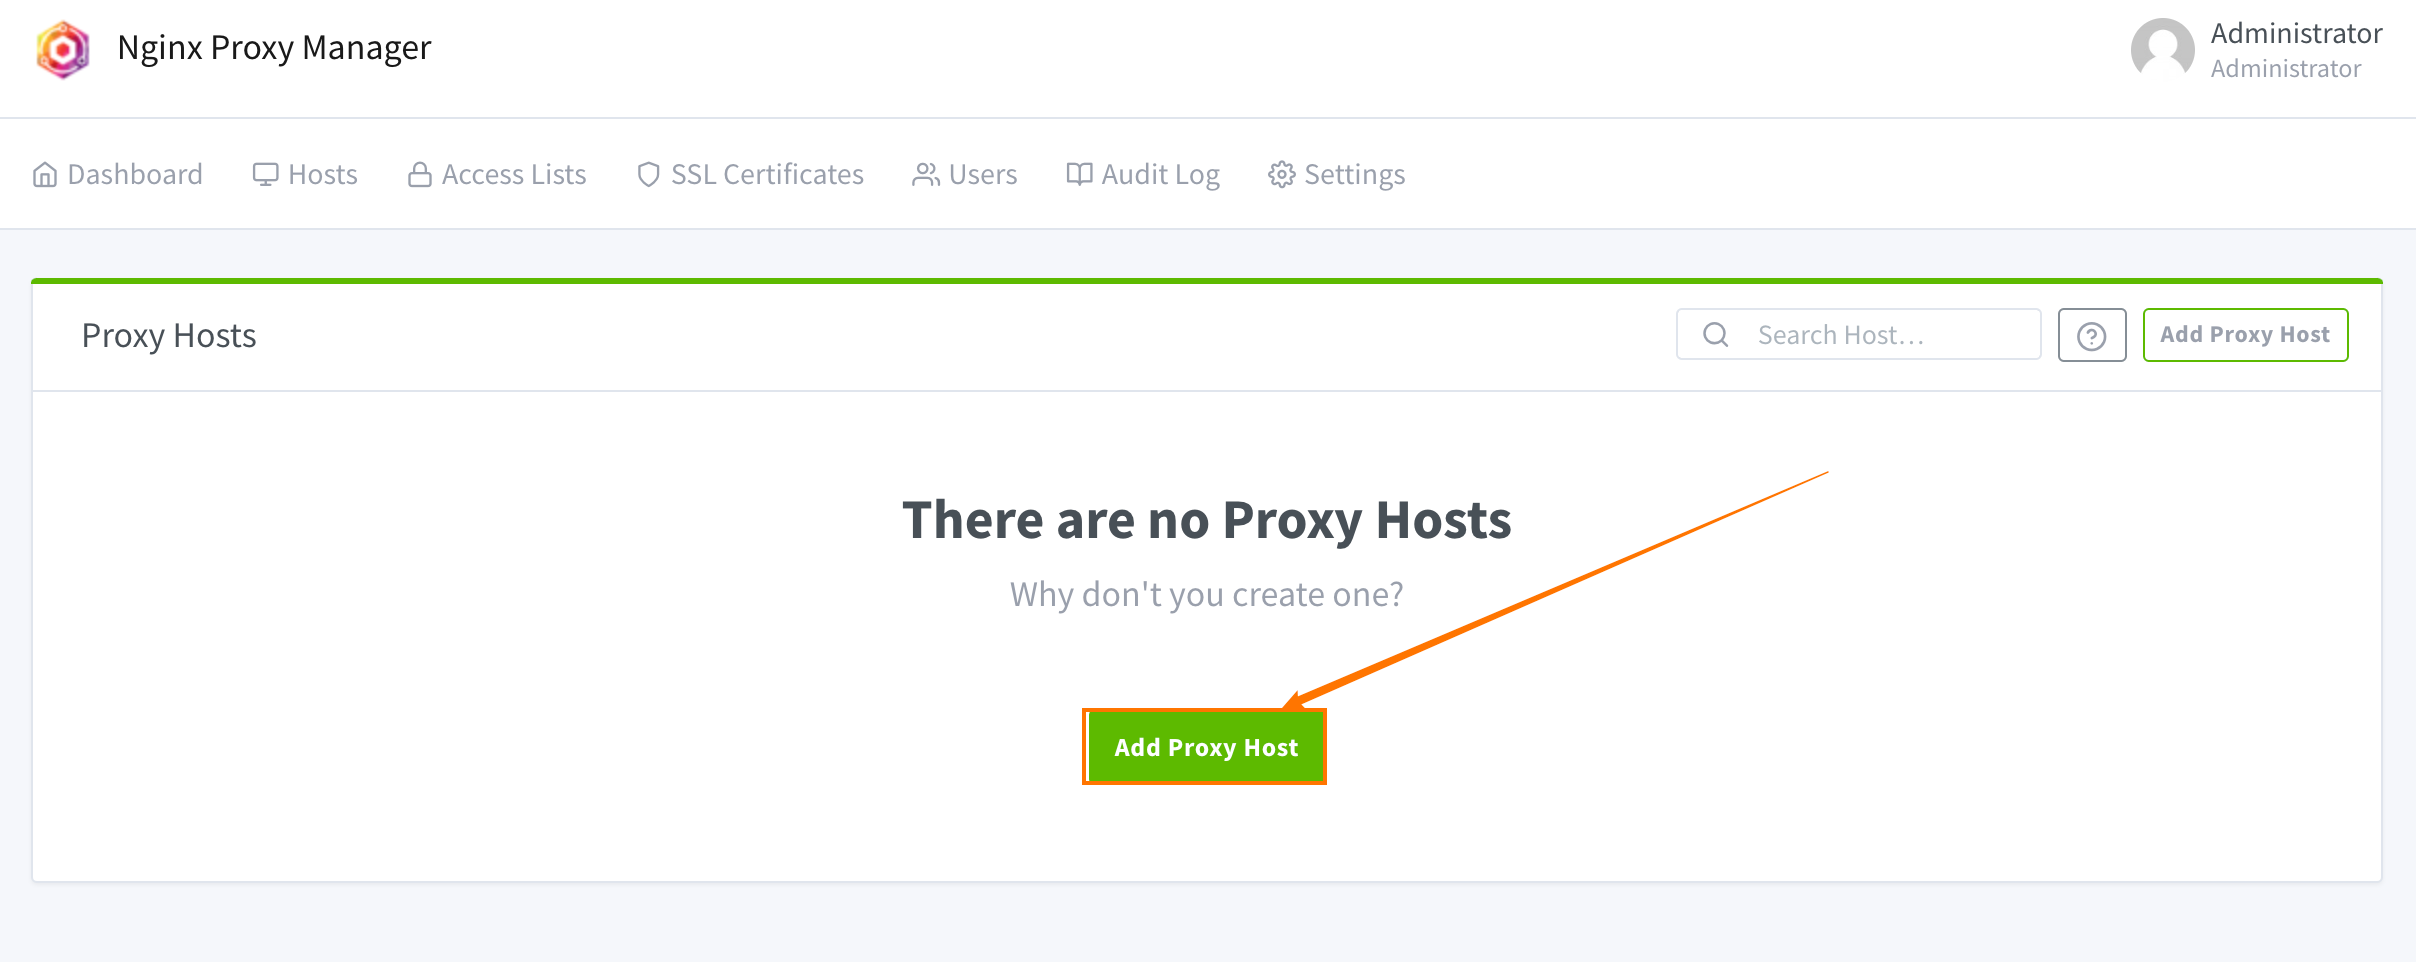 Nginx Proxy Manager
Administrator
Administrator
Dashboard Hosts Access Lists SSL Certificates Users Audit Log Settings
Proxy Hosts Search Host... Add Proxy Host
There are no Proxy Hosts
Why don't you create one?
Add Proxy Host